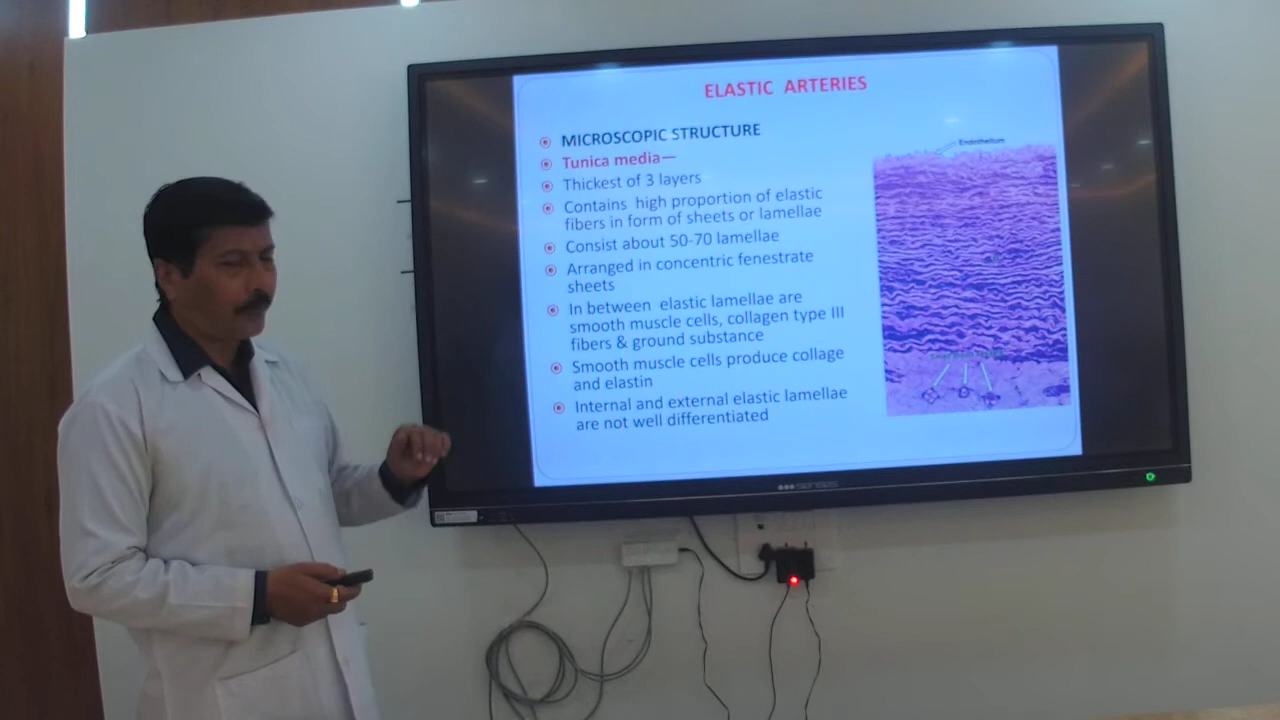 ELASTIC ARTERIES
MICROSCOPIC STRUCTURE
Tunica media—
Thickest of 3 layers
Contains high proportion of elastic
fibers in form of sheets or lamellae
Consist about 50-70 lamellae
Arranged in concentric fenestrate
sheets
In between elastic lamellae are
smooth muscle cells, collagen type III
fibers & ground substance
Smooth muscle cells produce collage
and elastin
Internal and external elastic lamellae
are not well differentiated
Endothelium
senses